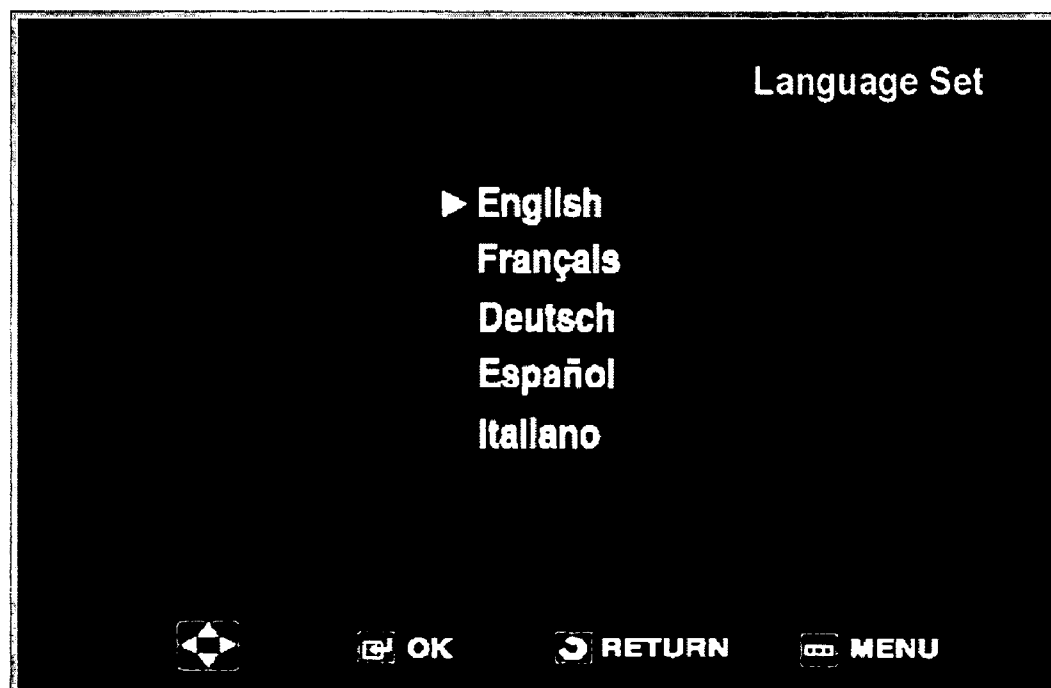 Language Set
English
Français
Deutsch
Español
Italiano
OK RETURN MENU